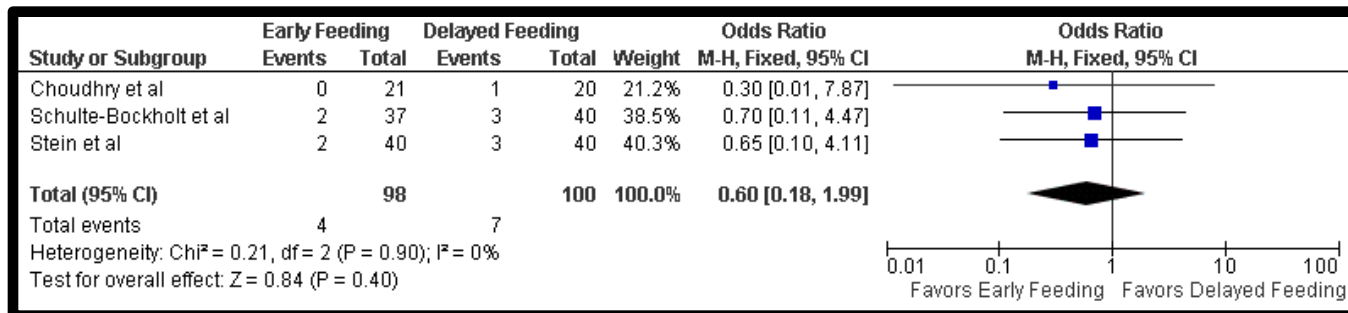 Early Feeding Delayed Feeding Odds Ratio Odds Ratio
Study or Subgroup Events Total Events Total Weight M-H, Fixed, 95% CI M-H, Fixed, 95% CI
Choudhry et al 0 21 1 20 21.2% 0.30 [0.01, 7.87]
Schulte-Bockholt et al 2 37 3 40 38.5% 0.70 [0.11, 4.47]
Stein et al 2 40 3 40 40.3% 0.65 [0.10, 4.11]
Total (95% CI) 98 100 100.0% 0.60 [0.18, 1.99]
Total events 4 7
Heterogeneity: Chi² = 0.21, df = 2 (P = 0.90); I² = 0%
Test for overall effect: Z = 0.84 (P = 0.40)
0.01 0.1 1 10 100
Favors Early Feeding Favors Delayed Feeding